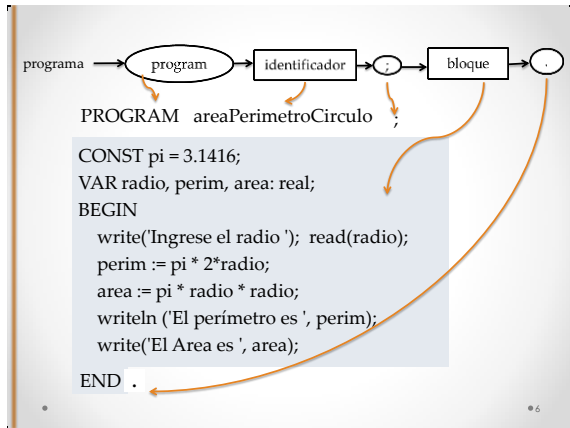 programa program identificador ; bloque .
PROGRAM areaPerimetroCirculo ;
CONST pi = 3.1416;
VAR radio, perim, area: real;
BEGIN
write('Ingrese el radio '); read(radio);
perim := pi * 2*radio;
area := pi * radio * radio;
writeln ('El perímetro es ', perim);
write('El Area es ', area);
END .
6